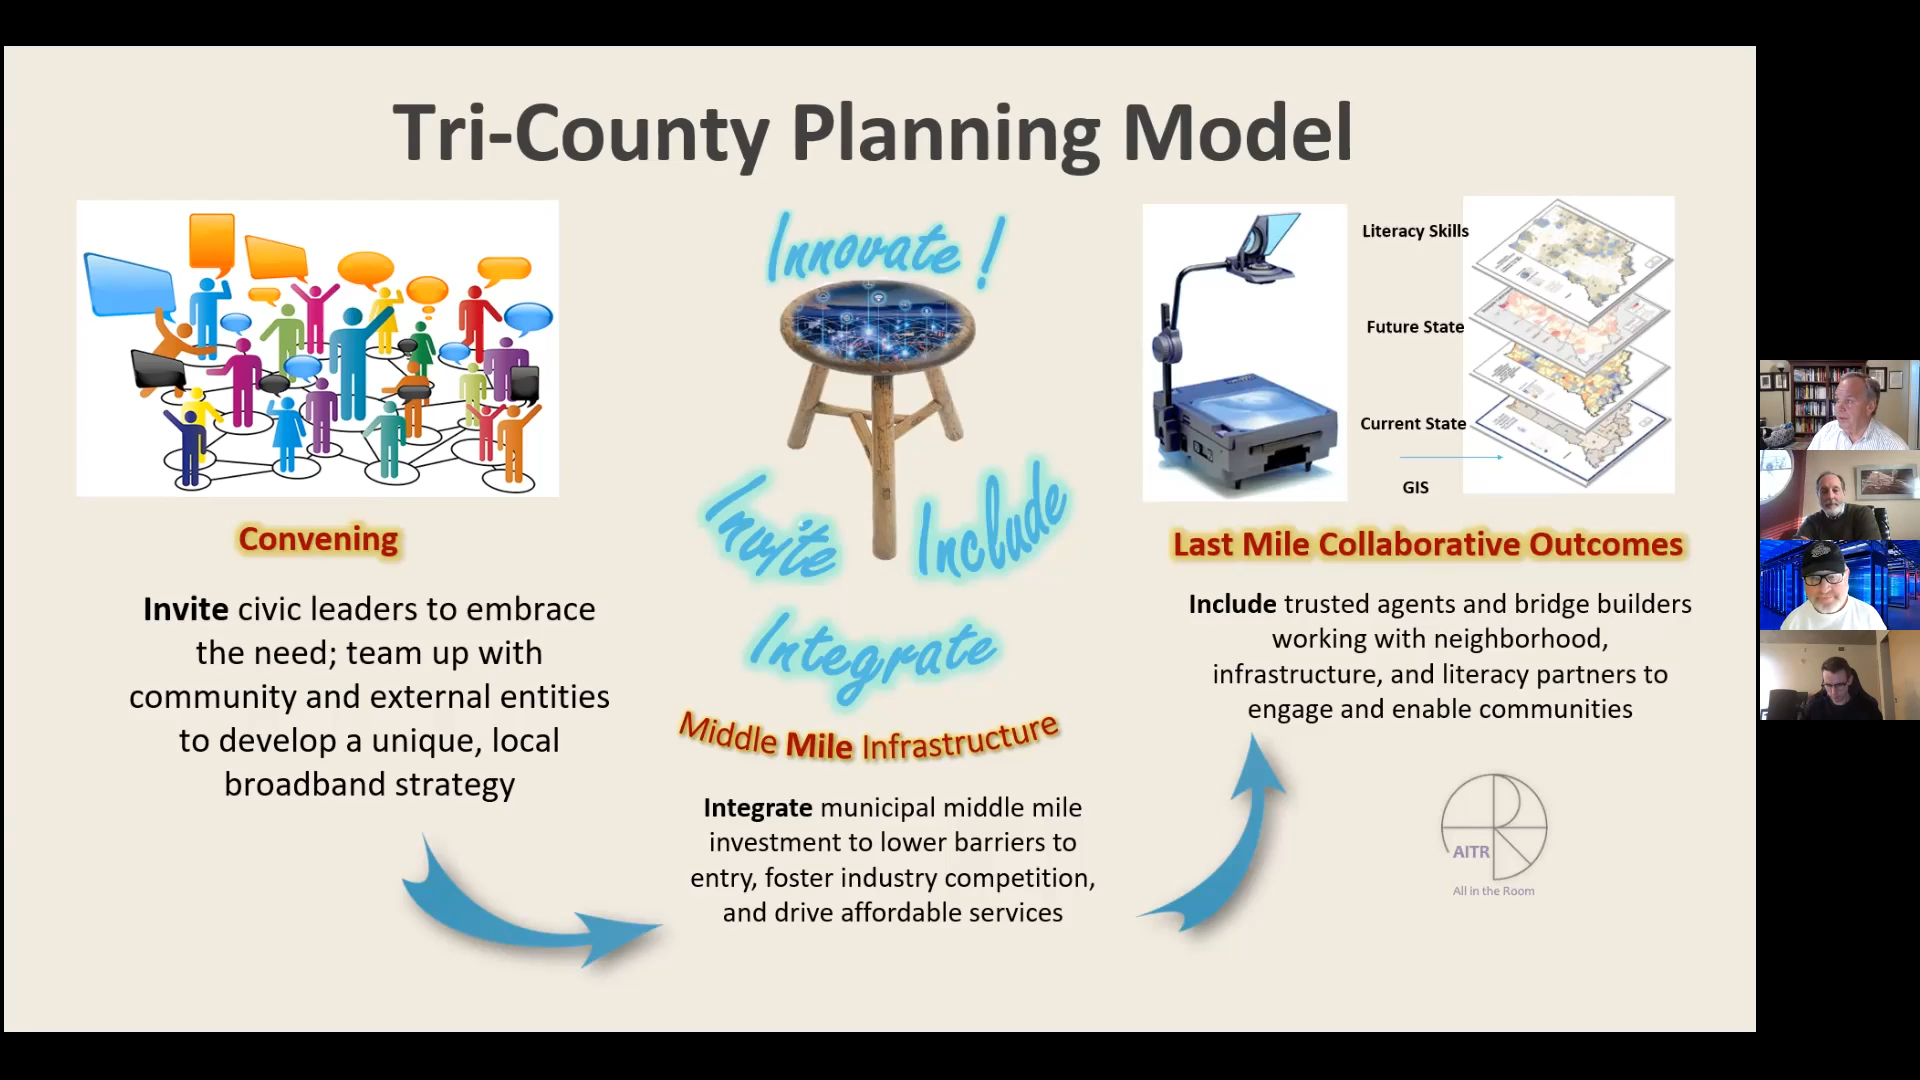 Tri-County Planning Model
Convening
Invite civic leaders to embrace
the need; team up with
community and external entities
to develop a unique, local
broadband strategy
Innovate !
Invite
Include
Integrate
Middle Mile Infrastructure
Integrate municipal middle mile
investment to lower barriers to
entry, foster industry competition,
and drive affordable services
Literacy Skills
Future State
Current State
GIS
Last Mile Collaborative Outcomes
Include trusted agents and bridge builders
working with neighborhood,
infrastructure, and literacy partners to
engage and enable communities
AITR
All in the Room